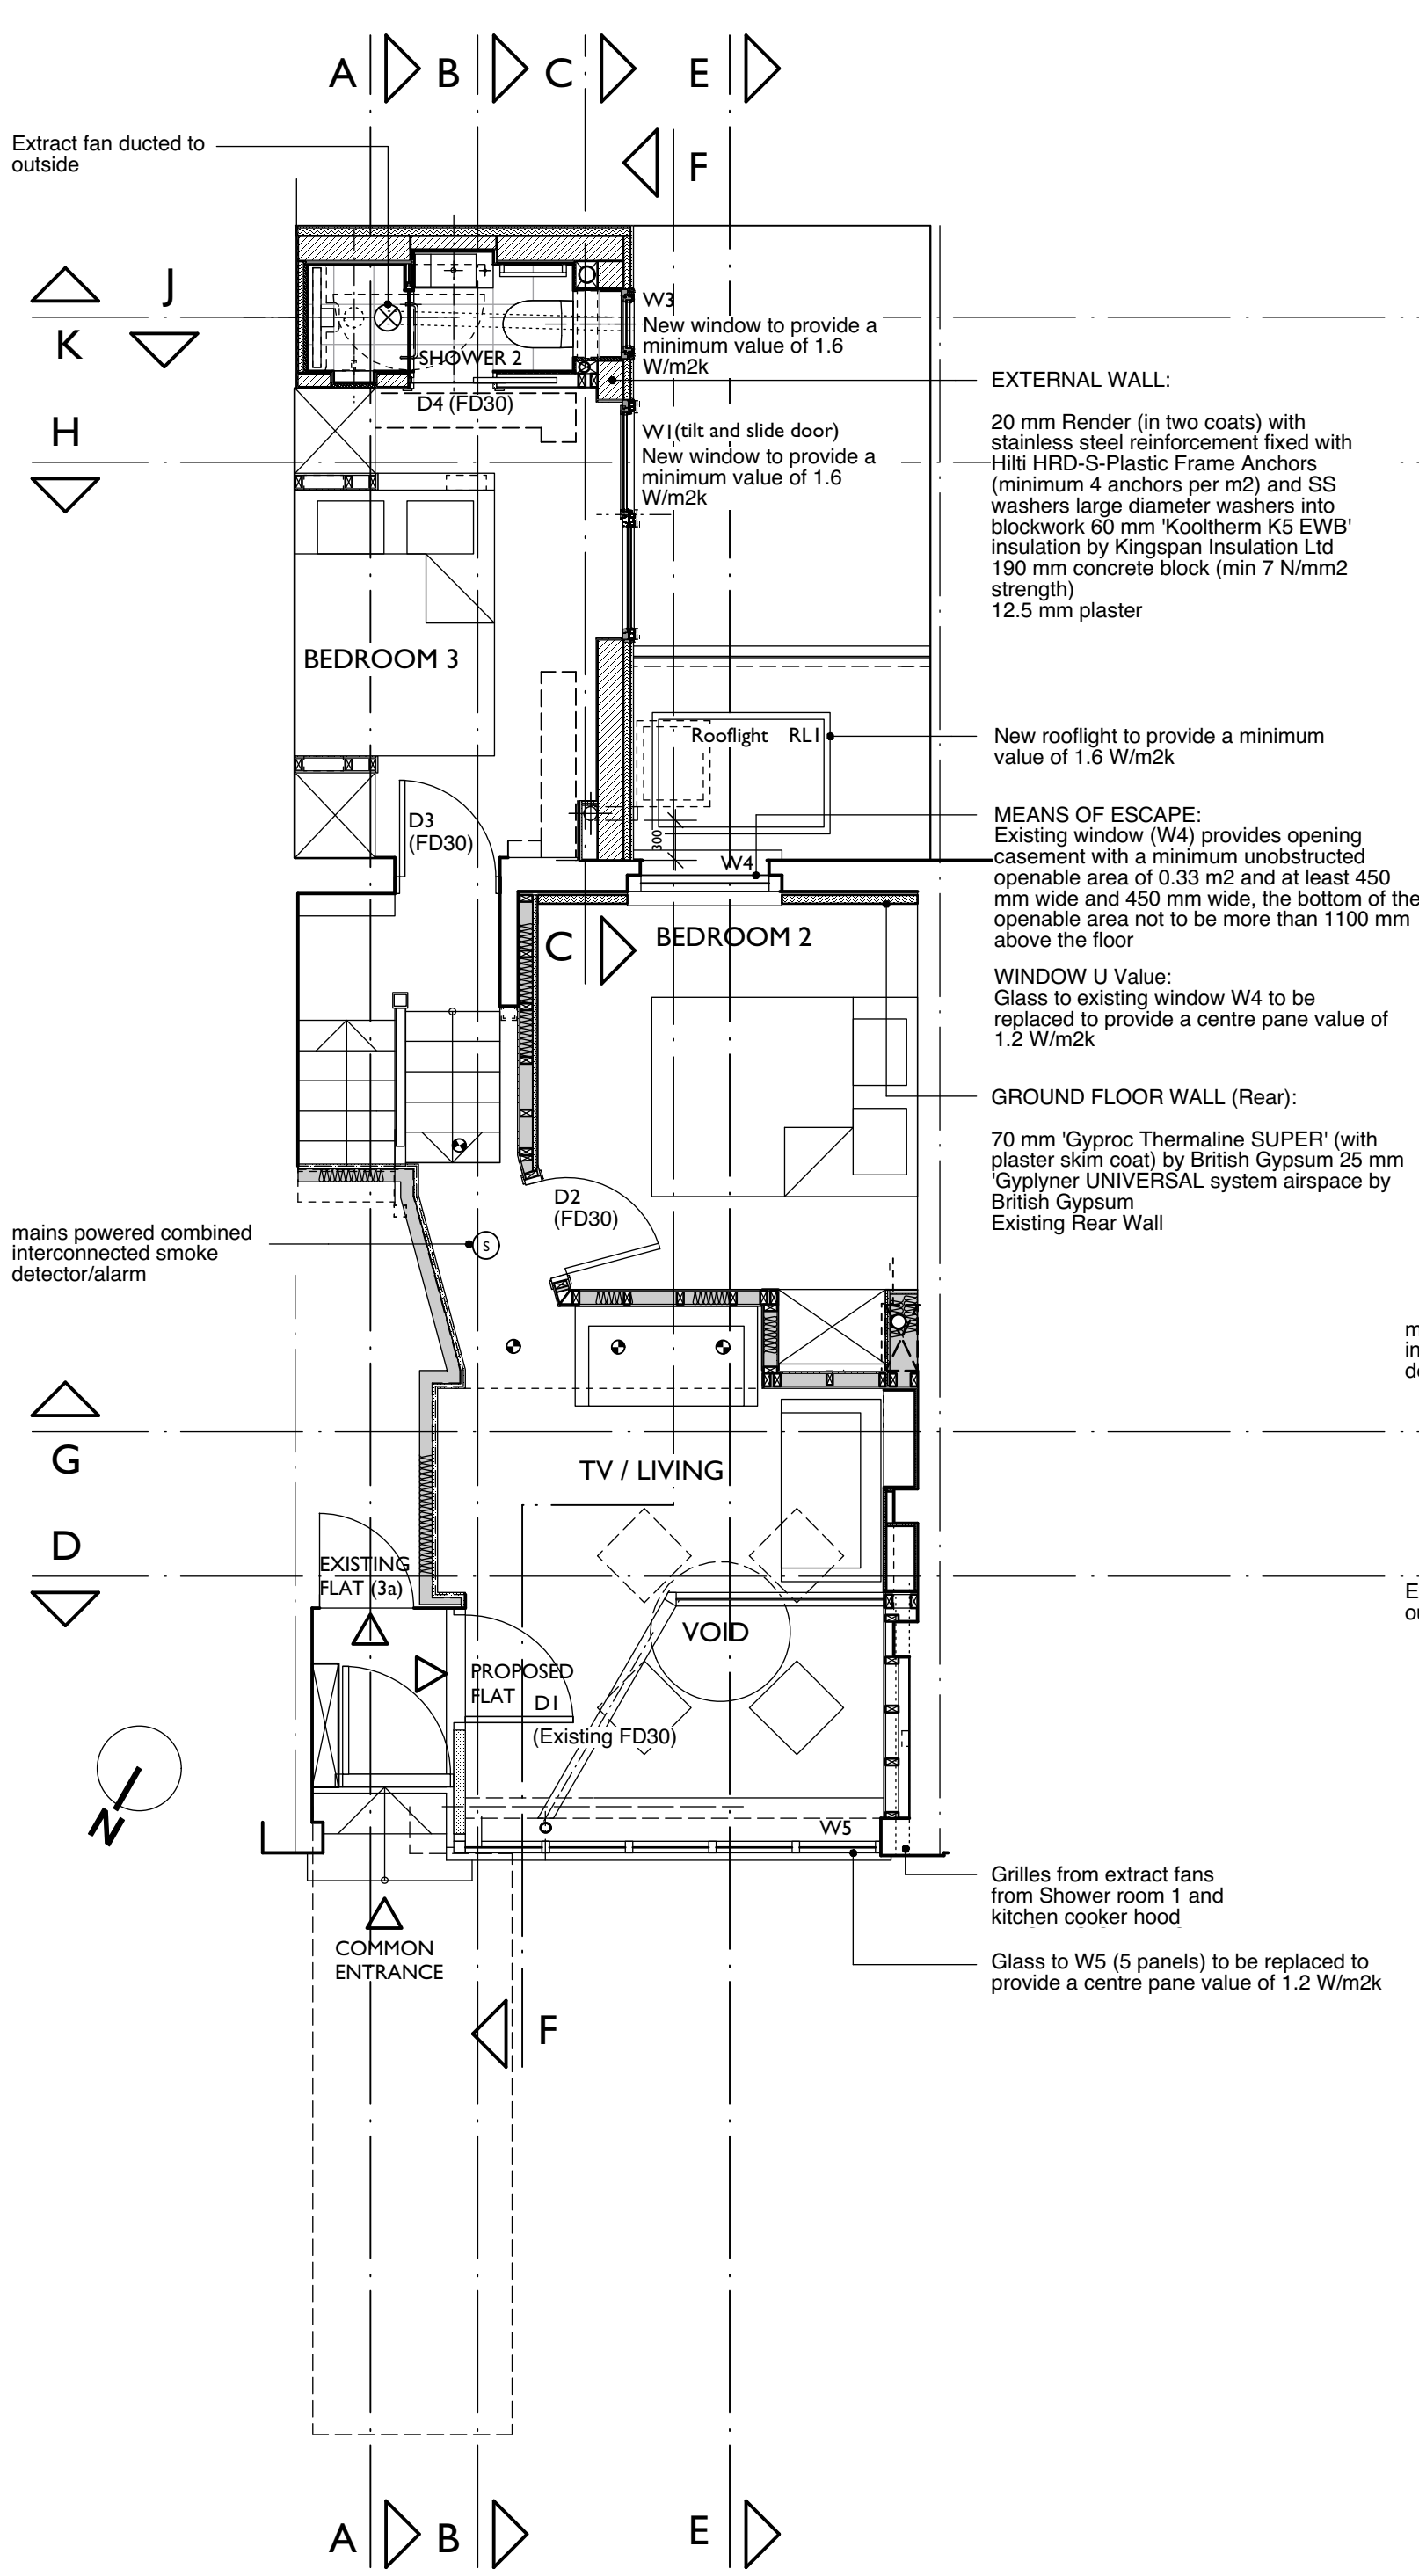 A
B
C
E
F
Extract fan ducted to
outside
J
K
H
W3
New window to provide a
minimum value of 1.6
W/m2k
SHOWER 2
D4 (FD30)
W1(tilt and slide door)
New window to provide a
minimum value of 1.6
W/m2k
EXTERNAL WALL:
20 mm Render (in two coats) with
stainless steel reinforcement fixed with
Hilti HRD-S-Plastic Frame Anchors
(minimum 4 anchors per m2) and SS
washers large diameter washers into
blockwork 60 mm 'Kooltherm K5 EWB'
insulation by Kingspan Insulation Ltd
190 mm concrete block (min 7 N/mm2
strength)
12.5 mm plaster
BEDROOM 3
Rooflight RL1
New rooflight to provide a minimum
value of 1.6 W/m2k
D3
(FD30)
300
W4
MEANS OF ESCAPE:
Existing window (W4) provides opening
casement with a minimum unobstructed
openable area of 0.33 m2 and at least 450
mm wide and 450 mm wide, the bottom of the
openable area not to be more than 1100 mm
above the floor
C
BEDROOM 2
WINDOW U Value:
Glass to existing window W4 to be
replaced to provide a centre pane value of
1.2 W/m2k
GROUND FLOOR WALL (Rear):
70 mm 'Gyproc Thermaline SUPER' (with
plaster skim coat) by British Gypsum 25 mm
'Gyplyner UNIVERSAL system airspace by
British Gypsum
Existing Rear Wall
D2
(FD30)
mains powered combined
interconnected smoke
detector/alarm
S
G
TV / LIVING
D
EXISTING
FLAT (3a)
VOID
PROPOSED
FLAT
D1
(Existing FD30)
N
W5
Grilles from extract fans
from Shower room 1 and
kitchen cooker hood
COMMON
ENTRANCE
Glass to W5 (5 panels) to be replaced to
provide a centre pane value of 1.2 W/m2k
F
A
B
E